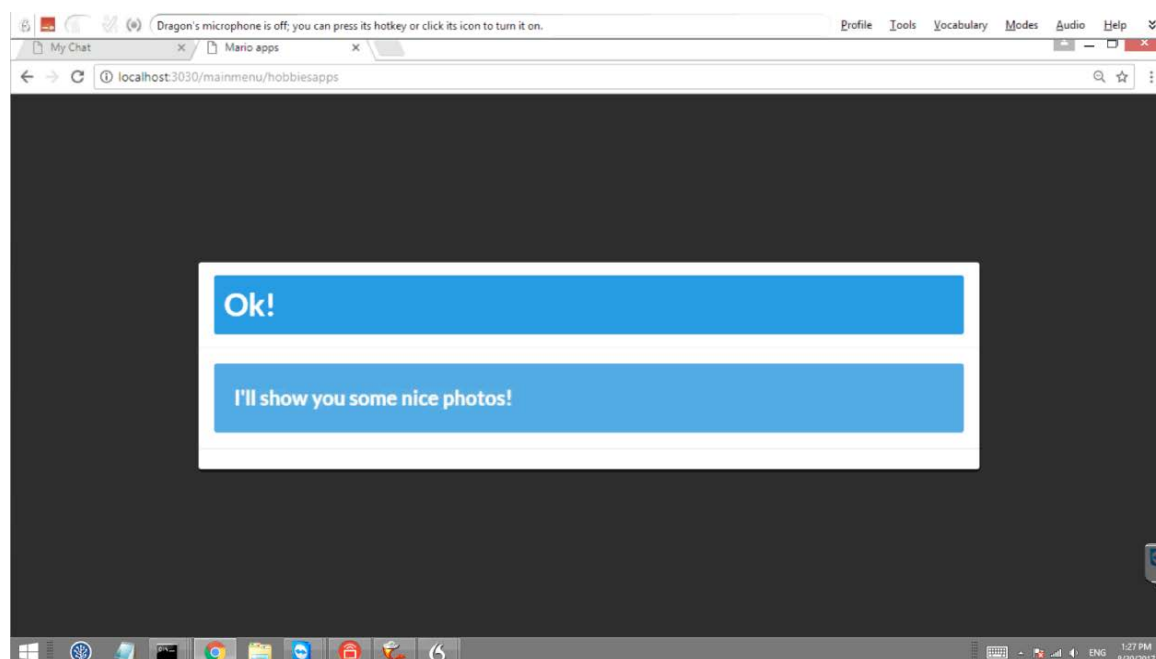 Dragon's microphone is off; you can press its hotkey or click its icon to turn it on.
Profile Tools Vocabulary Modes Audio Help
My Chat Mario apps
localhost:3030/mainmenu/hobbiesapps
Ok!
I'll show you some nice photos!
ENG 1:27 PM